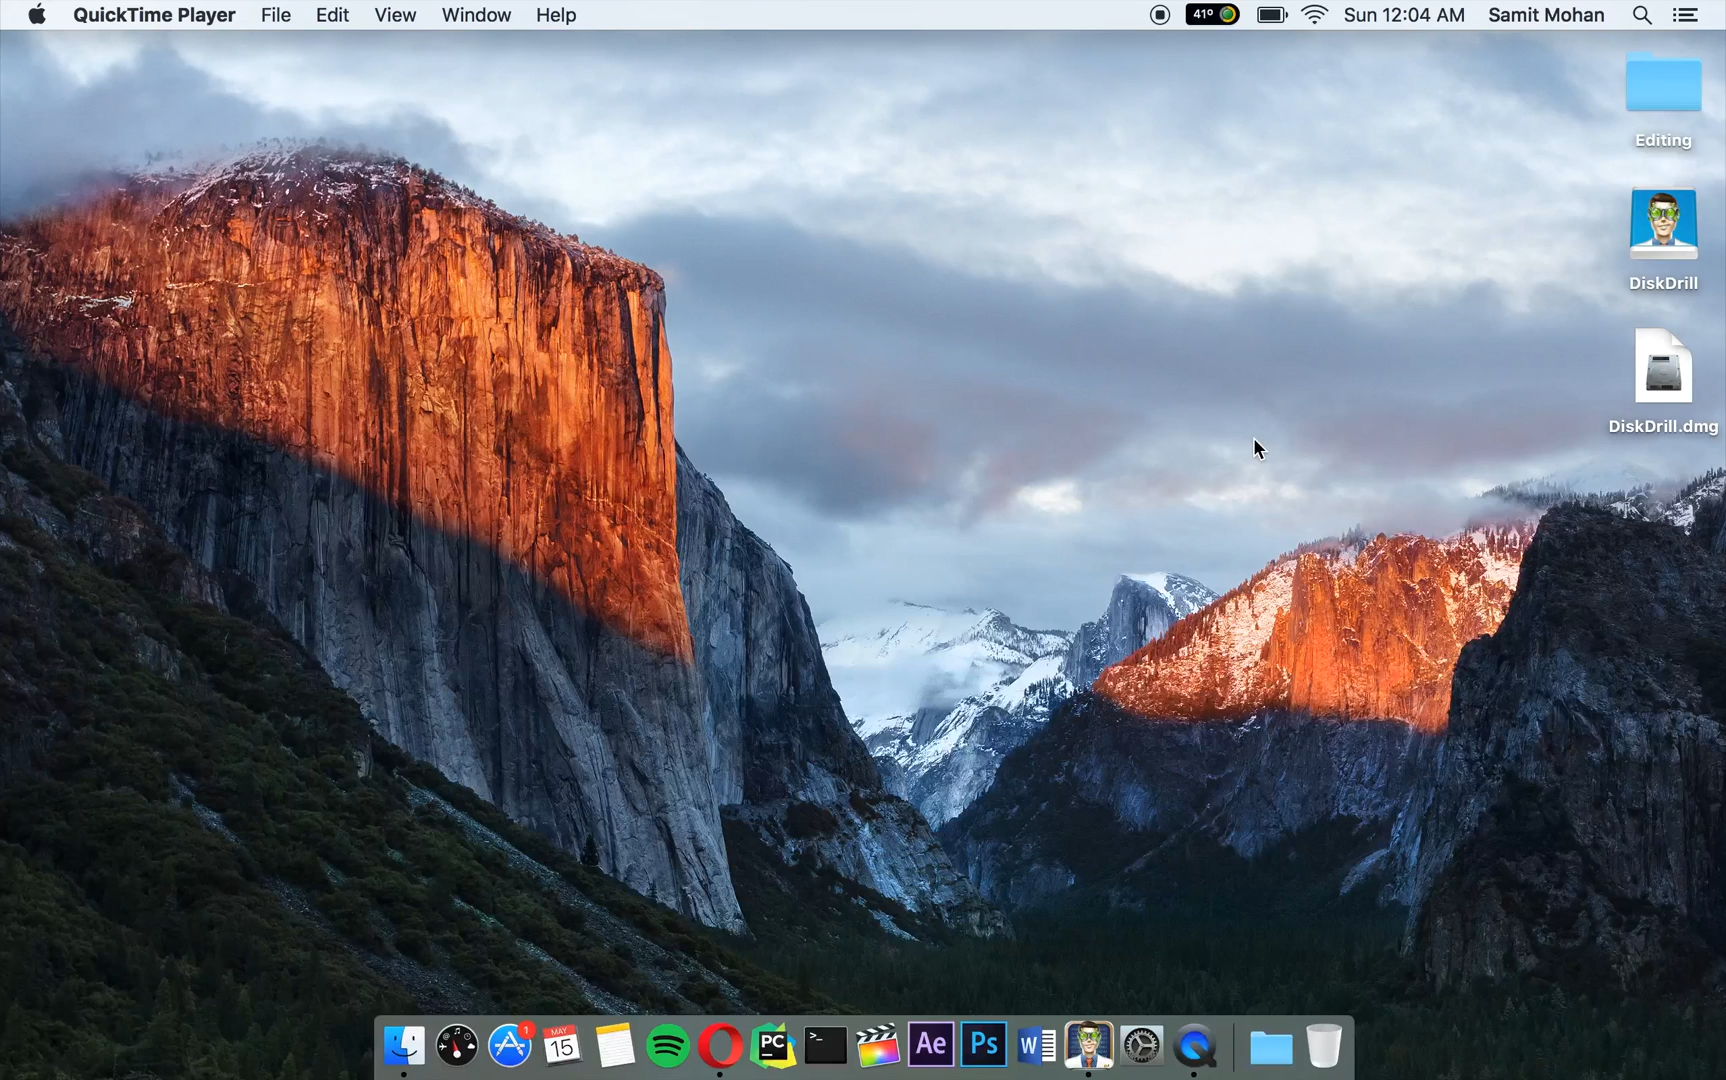 QuickTime Player File Edit View Window Help 41° Sun 12:04 AM Samit Mohan
Editing
DiskDrill
DiskDrill.dmg
1
MAY
15
PC
>_
Ae
Ps
W